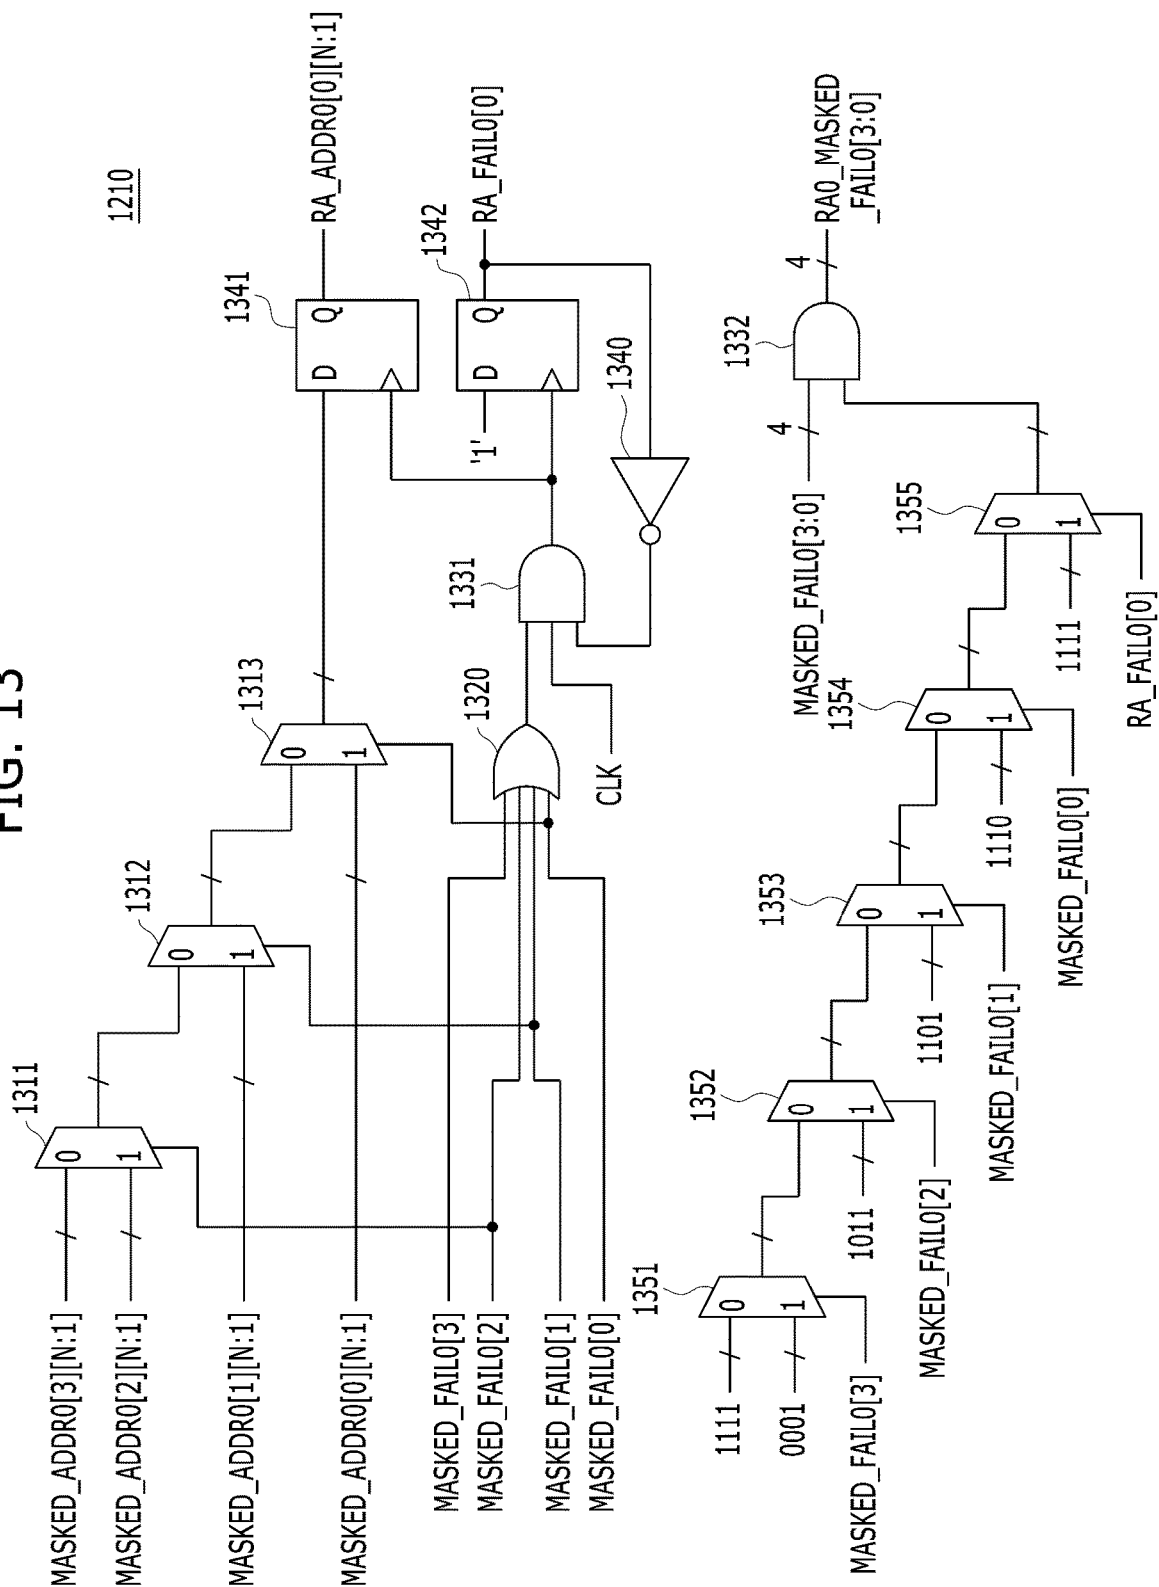 FIG. 13
1210
MASKED_ADDR0[3][N:1]
MASKED_ADDR0[2][N:1]
MASKED_ADDR0[1][N:1]
MASKED_ADDR0[0][N:1]
MASKED_FAIL0[3]
MASKED_FAIL0[2]
MASKED_FAIL0[1]
MASKED_FAIL0[0]
1311
0
1
1312
0
1
1313
0
1
1320
CLK
1331
1340
1341
D
Q
RA_ADDR0[0][N:1]
1342
'1'
D
Q
RA_FAIL0[0]
1351
1111
0
0001
1
MASKED_FAIL0[3]
1352
0
1011
1
MASKED_FAIL0[2]
1353
0
1101
1
MASKED_FAIL0[1]
1354
0
1110
1
MASKED_FAIL0[0]
1355
0
1111
1
RA_FAIL0[0]
MASKED_FAIL0[3:0]
4
1332
4
RA0_MASKED
_FAIL0[3:0]